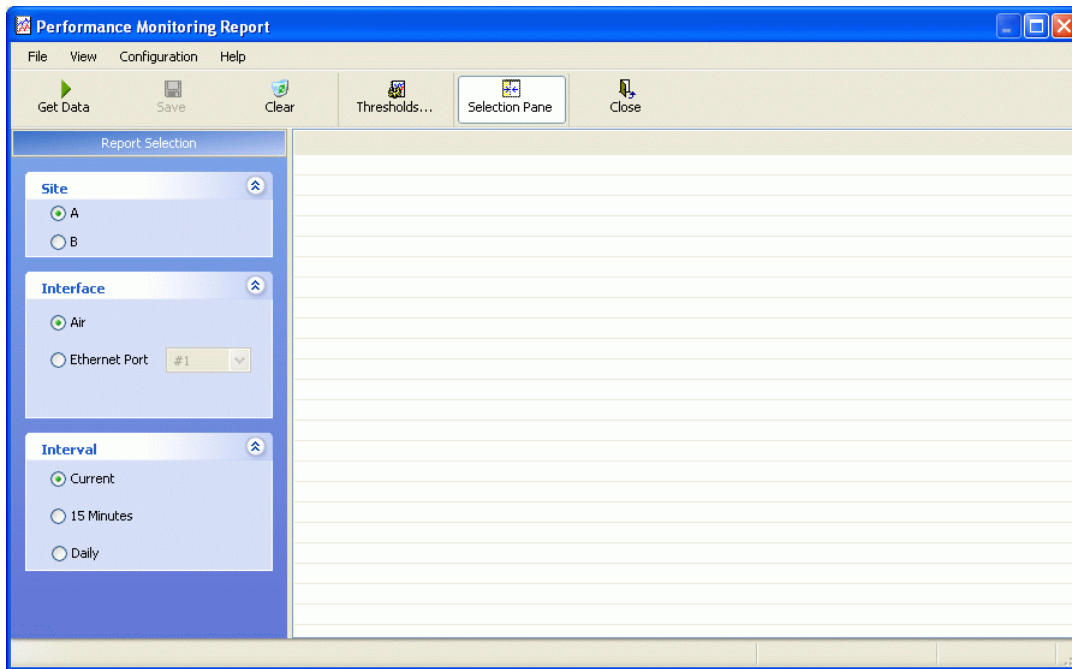 Performance Monitoring Report
File View Configuration Help
Get Data Save Clear Thresholds... Selection Pane Close
Report Selection
Site
A
B
Interface
Air
Ethernet Port #1
Interval
Current
15 Minutes
Daily